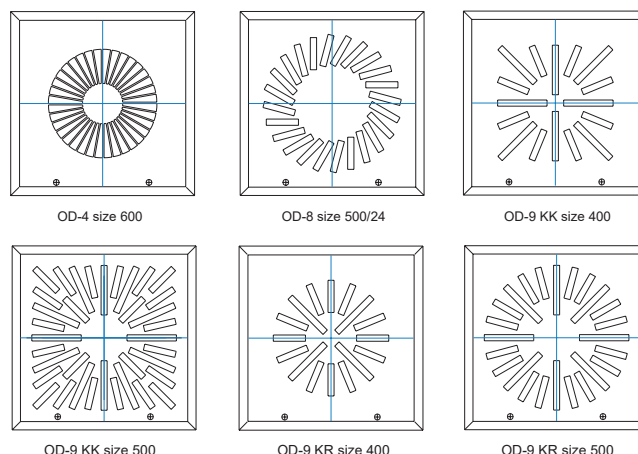 OD-4 size 600
OD-8 size 500/24
OD-9 KK size 400
OD-9 KK size 500
OD-9 KR size 400
OD-9 KR size 500